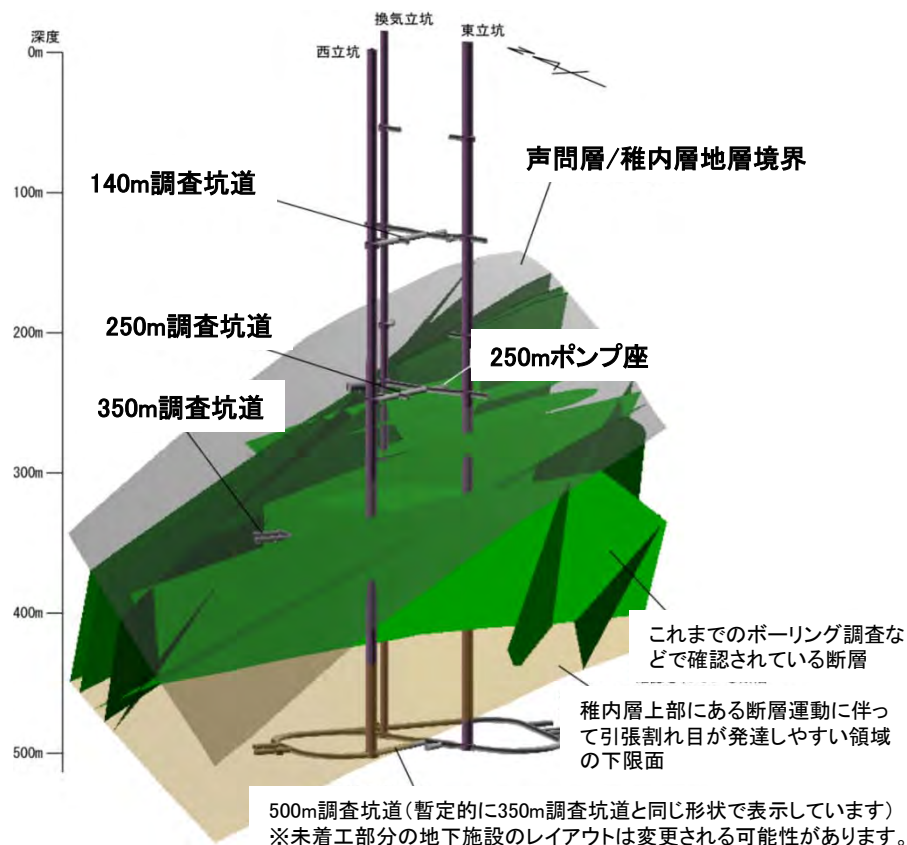 換気立坑
深度
西立坑
東立坑
0m
声問層/稚内層地層境界
140m調査坑道
100m
200m
250m調査坑道
250mポンプ座
350m調査坑道
300m
400m
これまでのボーリング調査な
どで確認されている断層
稚内層上部にある断層運動に伴っ
て引張割れ目が発達しやすい領域
の下限面
500m
500m調査坑道(暫定的に350m調査坑道と同じ形状で表示しています)
※未着工部分の地下施設のレイアウトは変更される可能性があります。